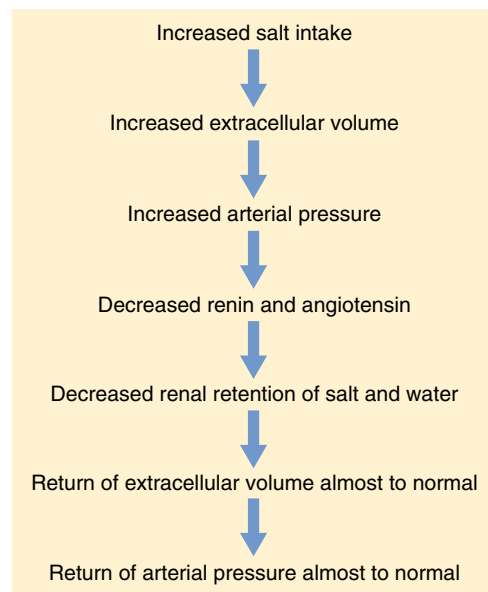 Increased salt intake
Increased extracellular volume
Increased arterial pressure
Decreased renin and angiotensin
Decreased renal retention of salt and water
Return of extracellular volume almost to normal
Return of arterial pressure almost to normal